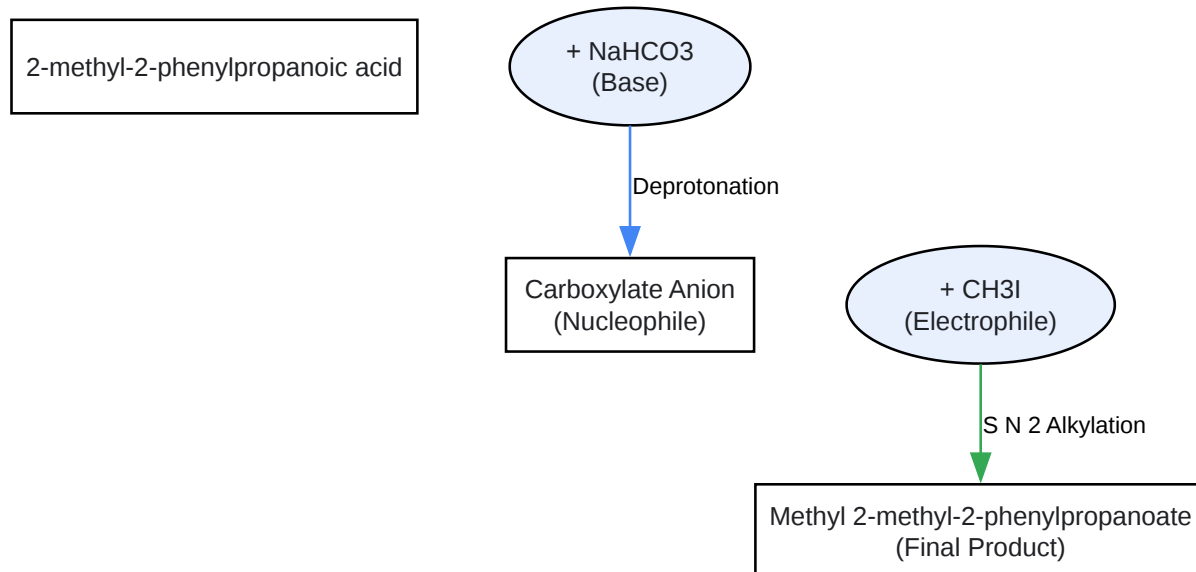 2-methyl-2-phenylpropanoic acid
+ NaHCO3
(Base)
Deprotonation
Carboxylate Anion
(Nucleophile)
+ CH3I
(Electrophile)
S N 2 Alkylation
Methyl 2-methyl-2-phenylpropanoate
(Final Product)